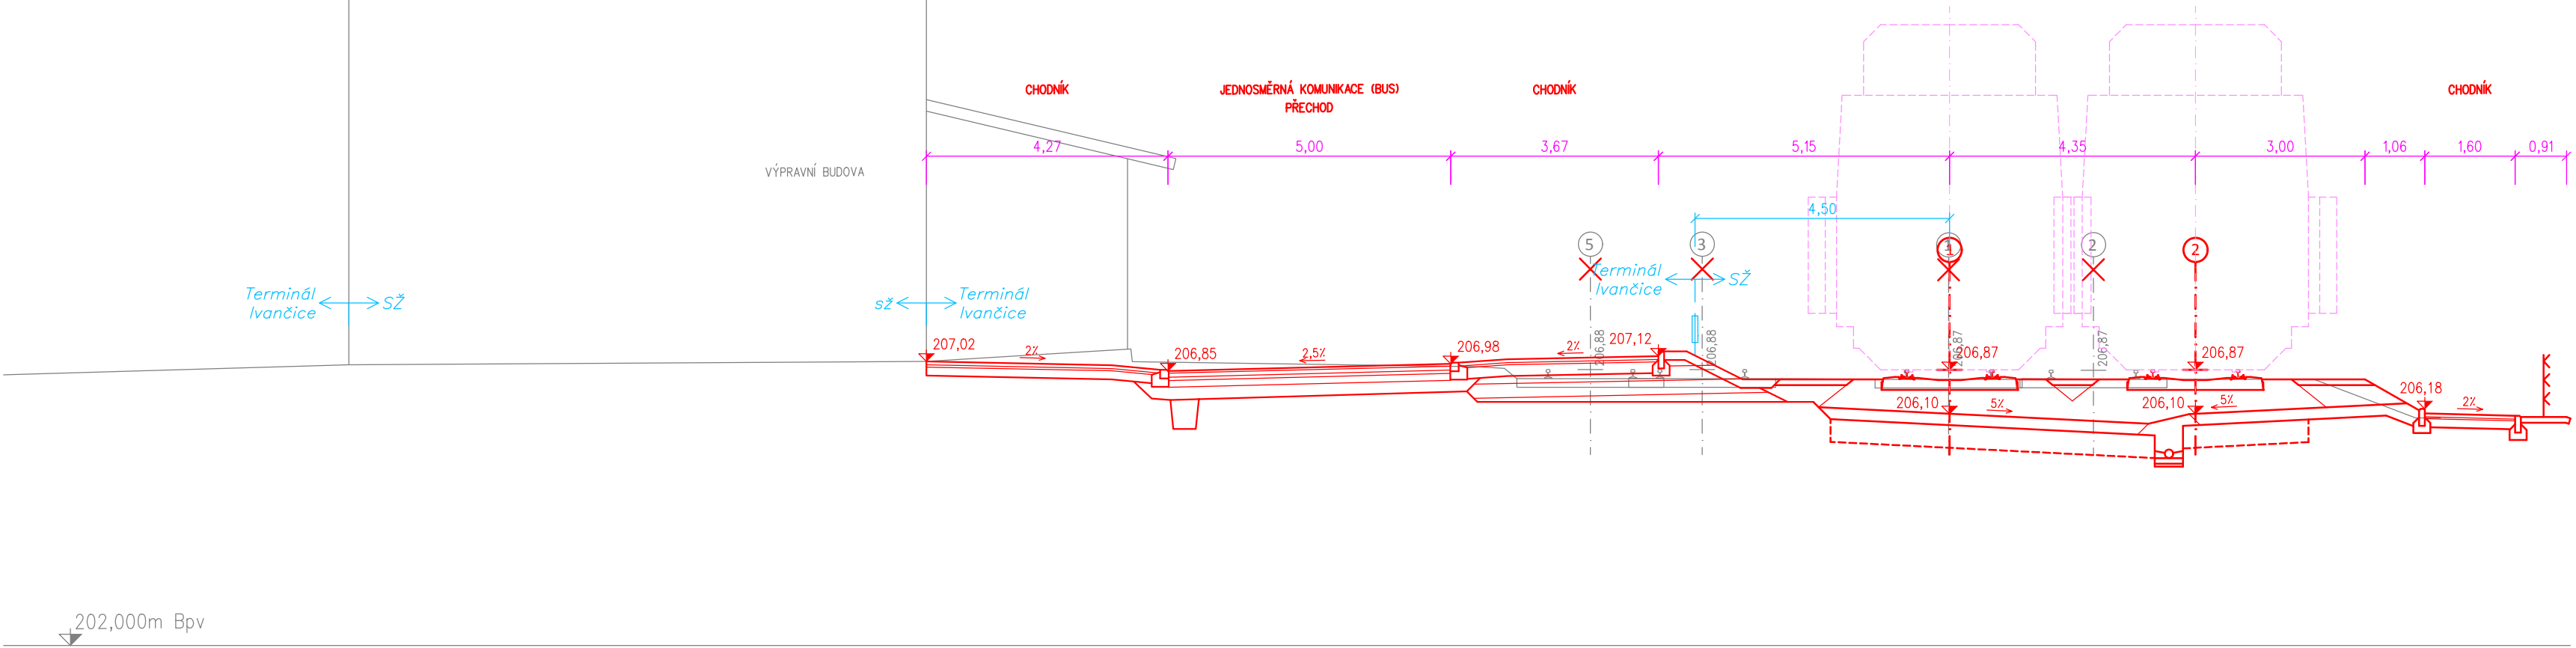 CHODNÍK
JEDNOSMĚRNÁ KOMUNIKACE (BUS)
PŘECHOD
CHODNÍK
CHODNÍK
4,27
5,00
3,67
5,15
4,35
3,00
1,06
1,60
0,91
VÝPRAVNÍ BUDOVA
4,50
5
3
1
2
2
Terminál
Ivančice
SŽ
sž
Terminál
Ivančice
Terminál
Ivančice
SŽ
207,02
2%
206,85
2,5%
206,98
2%
207,12
206,88
206,88
206,87
206,87
206,87
206,87
206,10
5%
206,10
5%
206,18
2%
202,000m Bpv